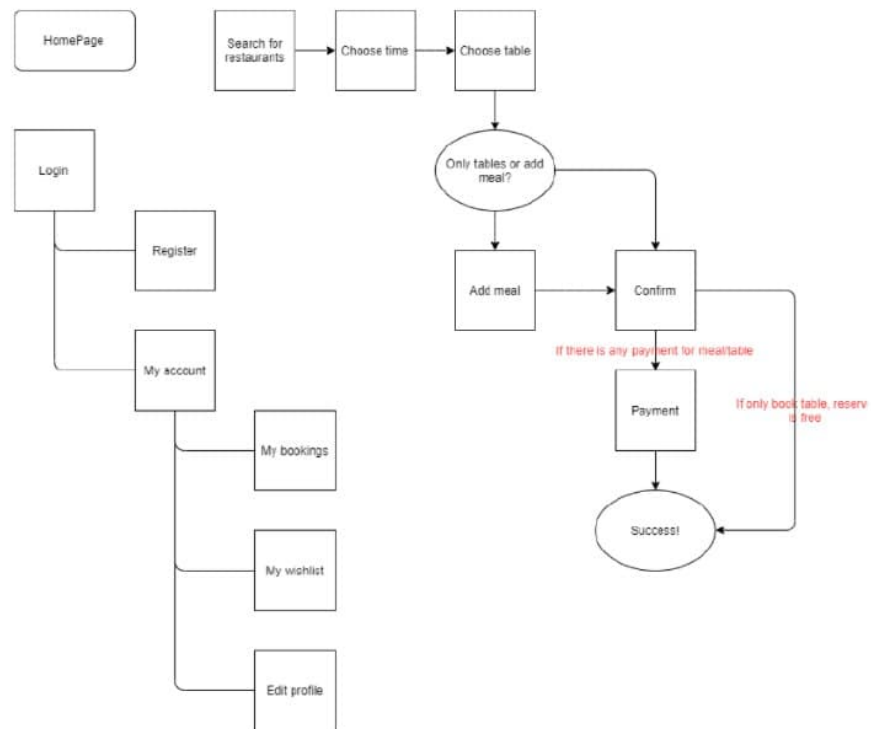 HomePage
Search for
restaurants
Choose time
Choose table
Only tables or add
meal?
Login
Register
Add meal
Confirm
If there is any payment for meal/table
My account
Payment
If only book table, reserv
is free
My bookings
Success!
My wishlist
Edit profile